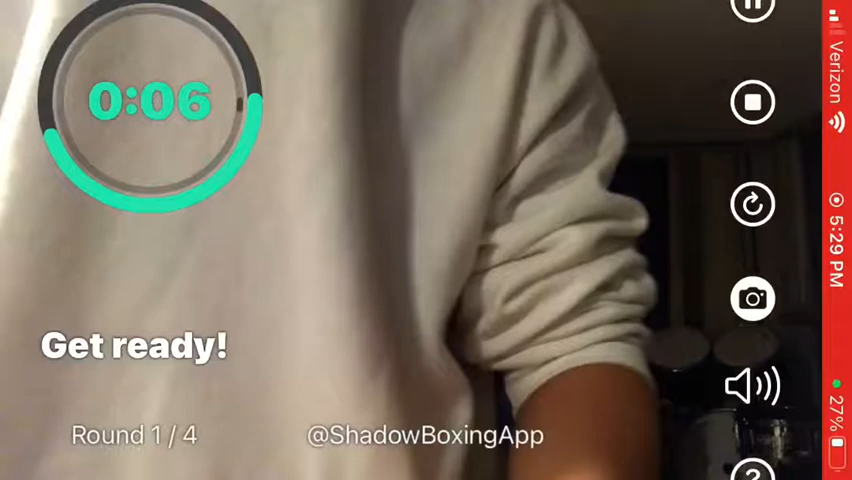 0:06
Get ready!
Round 1 / 4
@ShadowBoxingApp
?
Verizon
5:29 PM
27%